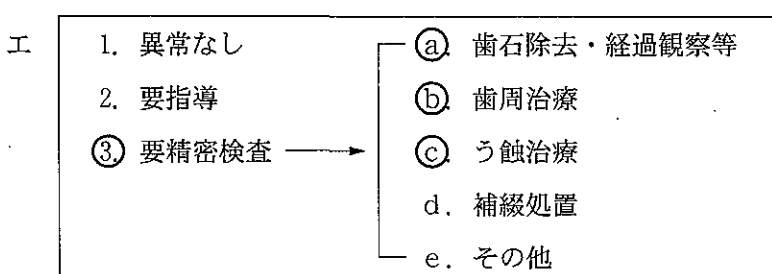 エ
1. 異常なし
2. 要指導
③. 要精密検査
ⓐ. 歯石除去・経過観察等
ⓑ. 歯周治療
ⓒ. う蝕治療
d. 補綴処置
e. その他